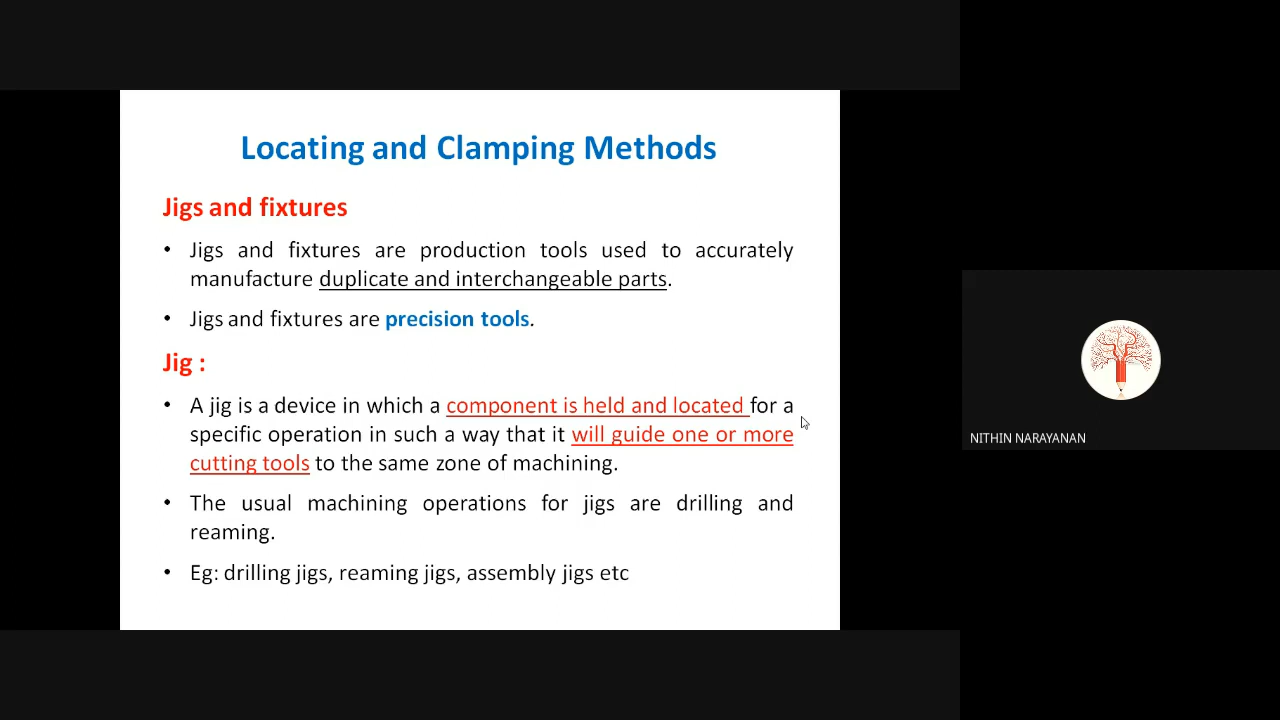 Locating and Clamping Methods
Jigs and fixtures
• Jigs and fixtures are production tools used to accurately
manufacture duplicate and interchangeable parts.
• Jigs and fixtures are precision tools.
Jig :
• A jig is a device in which a component is held and located for a
specific operation in such a way that it will guide one or more
cutting tools to the same zone of machining.
• The usual machining operations for jigs are drilling and
reaming.
• Eg: drilling jigs, reaming jigs, assembly jigs etc
NITHIN NARAYANAN